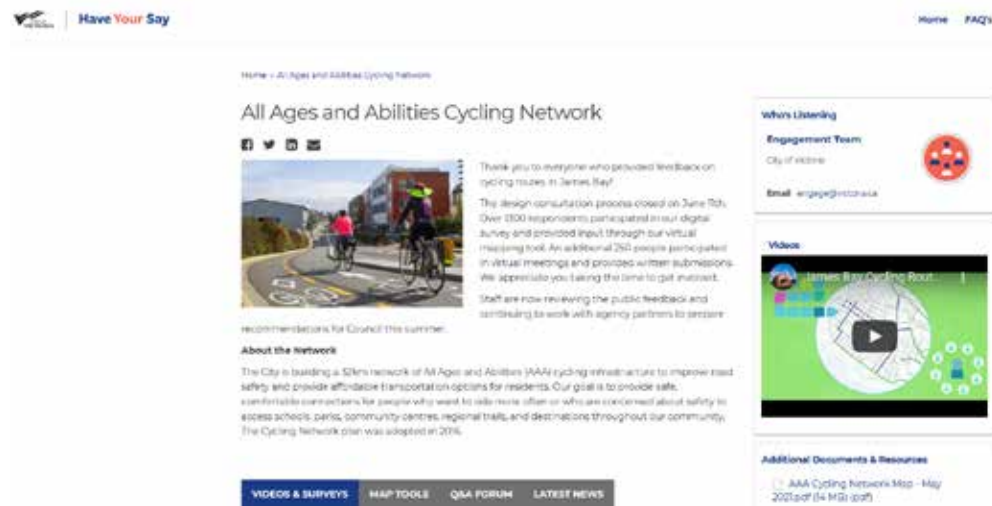 Have Your Say
Home FAQ's
Home » All Ages and Abilities Cycling Network
All Ages and Abilities Cycling Network
Thank you to everyone who provided feedback on
cycling routes in James Bay!
The design consultation process closed on June 11th.
Over 1300 respondents participated in our digital
survey and provided input through our virtual
mapping tool. An additional 250 people participated
in virtual meetings and provided written submissions.
We appreciate you taking the time to get involved.
Staff are now reviewing the public feedback and
continuing to work with agency partners to prepare
recommendations for Council this summer.
About the Network
The City is building a 32km network of All Ages and Abilities (AAA) cycling infrastructure to improve road
safety and provide affordable transportation options for residents. Our goal is to provide safe,
comfortable connections for people who want to ride more often or who are concerned about safety to
access schools, parks, community centres, regional trails, and destinations throughout our community.
The Cycling Network plan was adopted in 2016.
VIDEOS & SURVEYS MAP TOOLS Q&A FORUM LATEST NEWS
Who's Listening
Engagement Team
City of Victoria
Email engage@victoria.ca
Videos
James Bay Cycling Rout...
Additional Documents & Resources
AAA Cycling Network Map - May
2021.pdf (14 MB) (pdf)